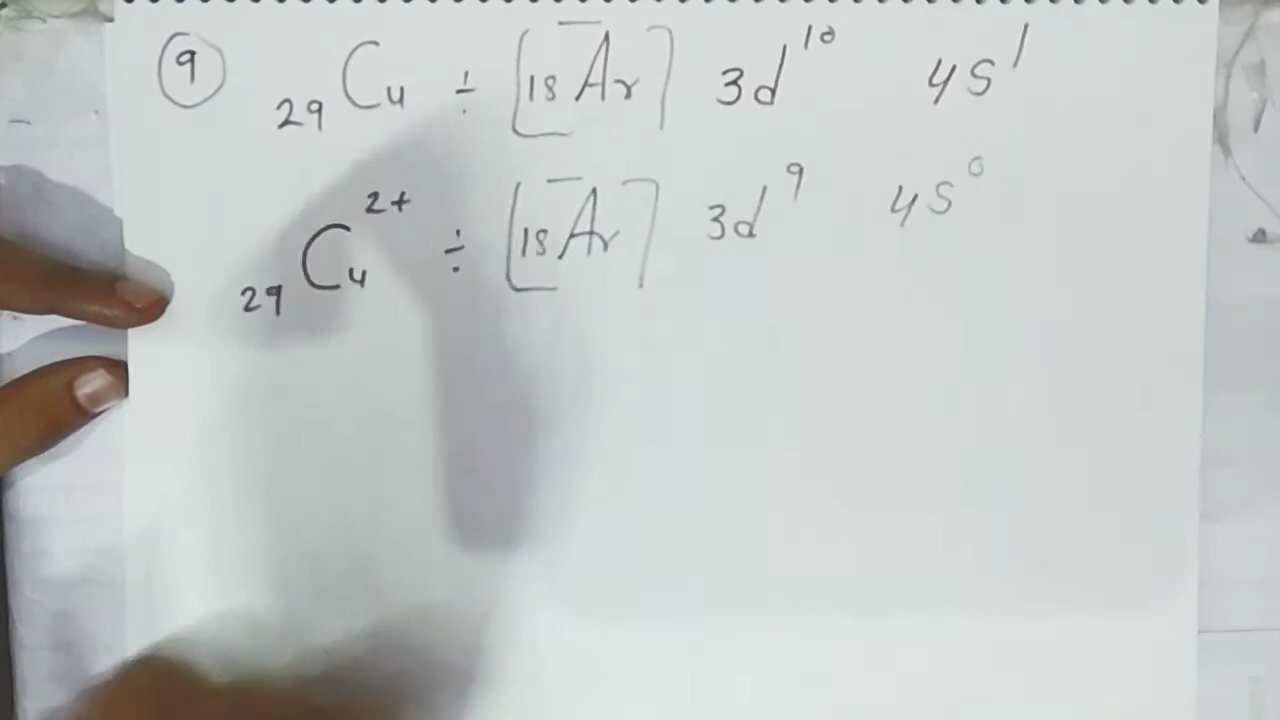 9 29Cu ÷ [18Ar] 3d10 4s1
29Cu2+ ÷ [18Ar] 3d9 4s0